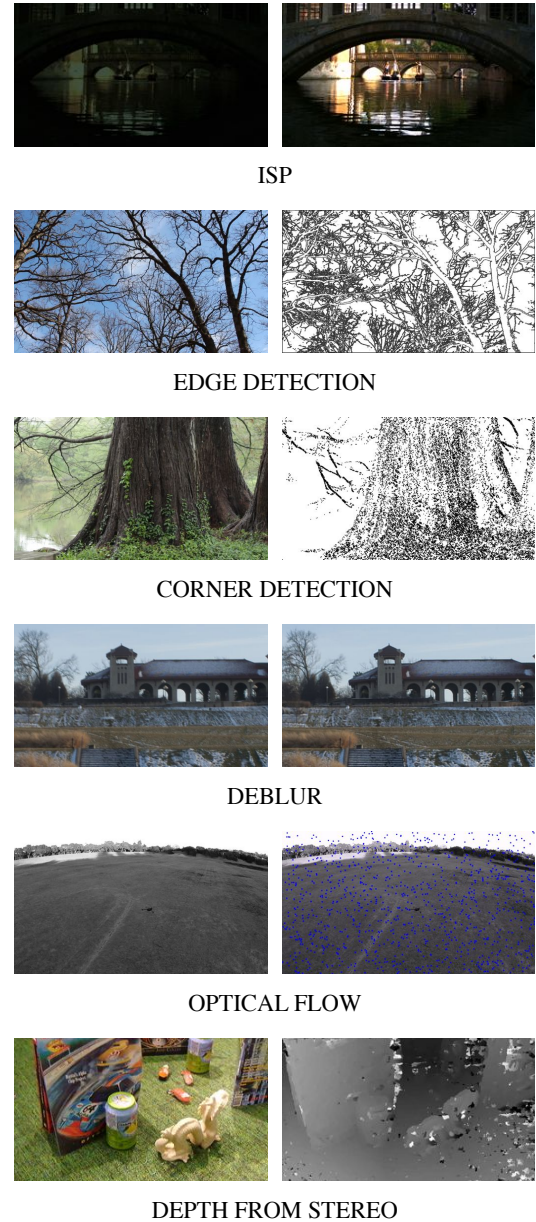 ISP
EDGE DETECTION
CORNER DETECTION
DEBLUR
OPTICAL FLOW
DEPTH FROM STEREO